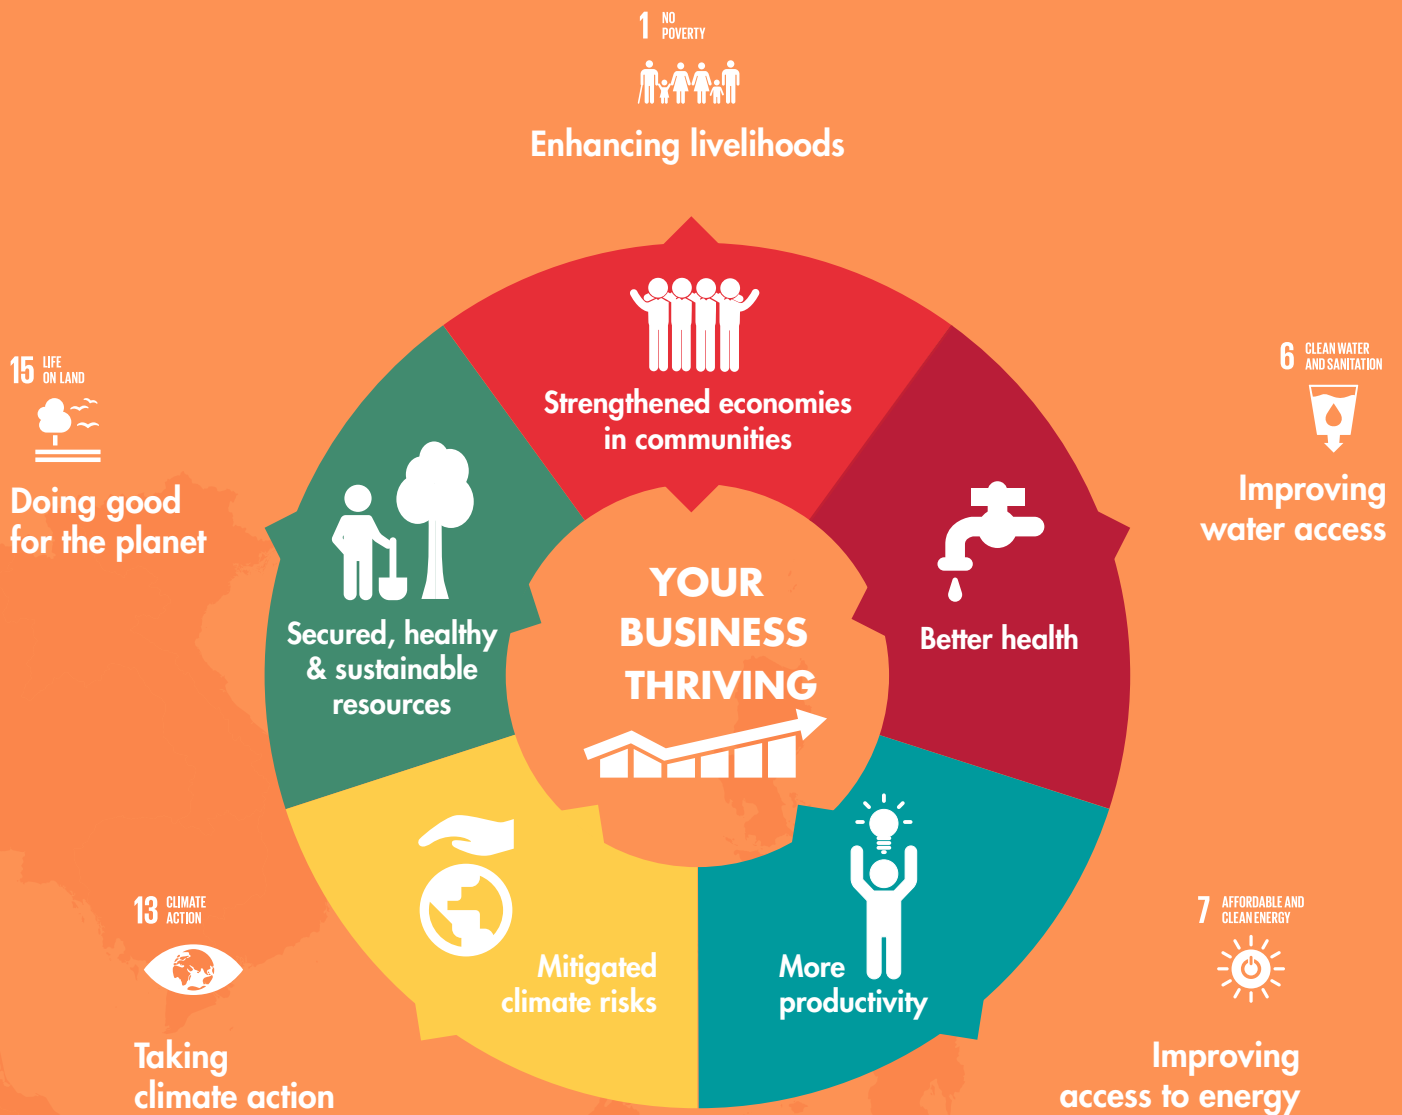 1 NO
POVERTY
Enhancing livelihoods
Strengthened economies
in communities
15 LIFE
ON LAND
Doing good
for the planet
6 CLEAN WATER
AND SANITATION
Improving
water access
Secured, healthy
& sustainable
resources
YOUR
BUSINESS
THRIVING
Better health
13 CLIMATE
ACTION
Taking
climate action
Mitigated
climate risks
More
productivity
7 AFFORDABLE AND
CLEAN ENERGY
Improving
access to energy